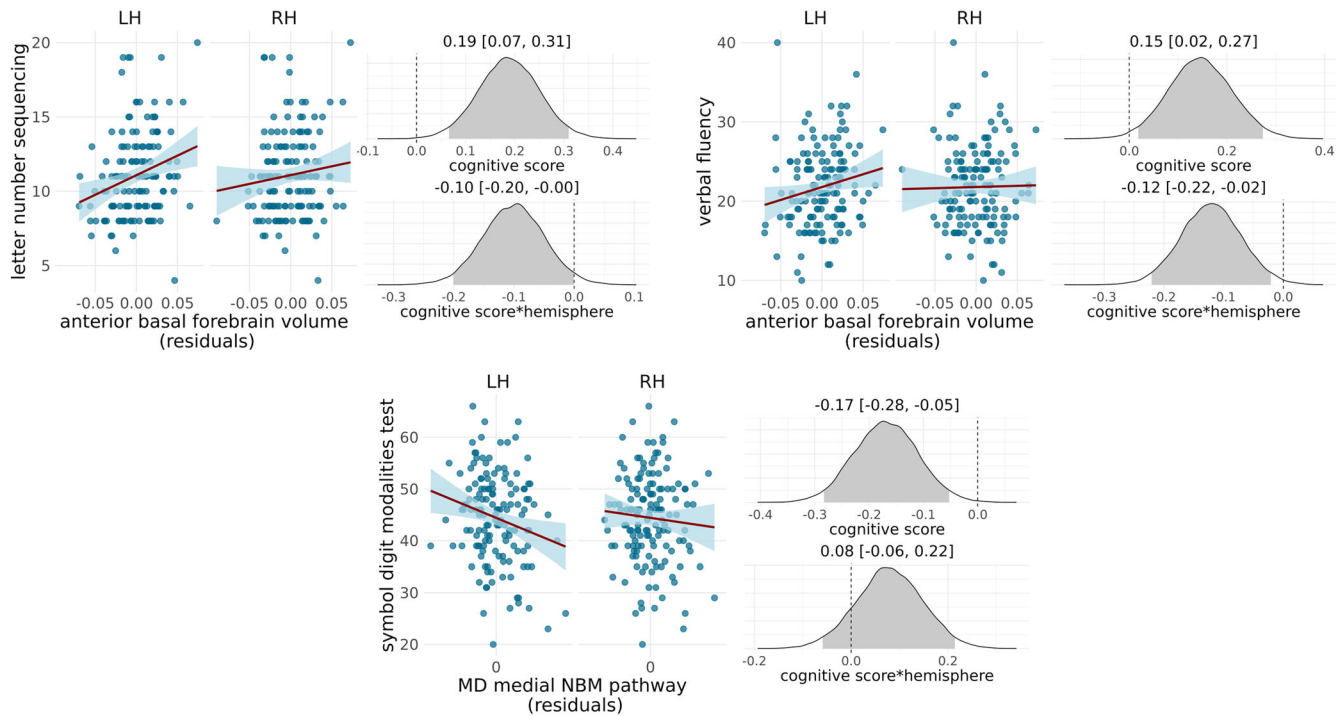 LH RH
20
15
10
5
letter number sequencing
-0.05 0.00 0.05 -0.05 0.00 0.05
anterior basal forebrain volume
(residuals)
0.19 [0.07, 0.31]
-0.1 0.0 0.1 0.2 0.3 0.4
cognitive score
-0.10 [-0.20, -0.00]
-0.3 -0.2 -0.1 0.0 0.1
cognitive score*hemisphere
LH RH
40
30
20
10
verbal fluency
-0.05 0.00 0.05 -0.05 0.00 0.05
anterior basal forebrain volume
(residuals)
0.15 [0.02, 0.27]
0.0 0.2 0.4
cognitive score
-0.12 [-0.22, -0.02]
-0.3 -0.2 -0.1 0.0
cognitive score*hemisphere
LH RH
60
50
40
30
20
symbol digit modalities test
0 0
MD medial NBM pathway
(residuals)
-0.17 [-0.28, -0.05]
-0.4 -0.3 -0.2 -0.1 0.0
cognitive score
0.08 [-0.06, 0.22]
-0.2 0.0 0.2
cognitive score*hemisphere